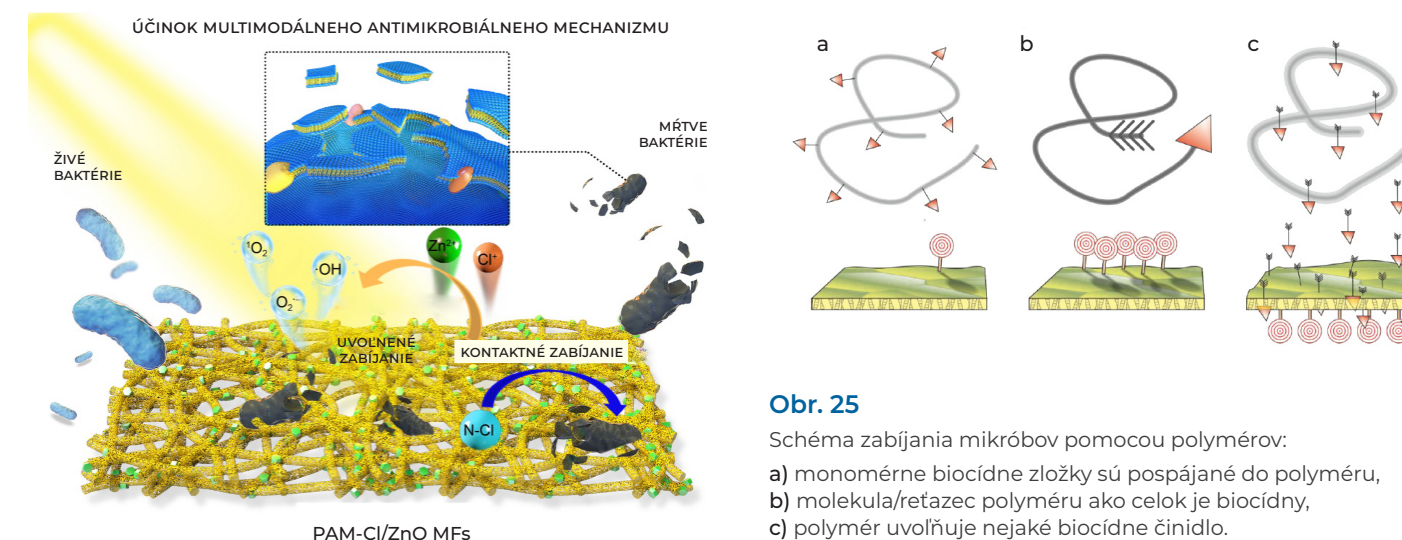 ÚČINOK MULTIMODÁLNEHO ANTIMIKROBIÁLNEHO MECHANIZMU
ŽIVÉ
BAKTÉRIE
MŔTVE
BAKTÉRIE
¹O₂
·OH
O₂·⁻
Zn²⁺
Cl⁺
UVOĽNENÉ
ZABÍJANIE
KONTAKTNÉ ZABÍJANIE
N-Cl
PAM-Cl/ZnO MFs
a
b
c
Obr. 25
Schéma zabíjania mikróbov pomocou polymérov:
a) monomérne biocídne zložky sú pospájané do polyméru,
b) molekula/reťazec polyméru ako celok je biocídny,
c) polymér uvoľňuje nejaké biocídne činidlo.